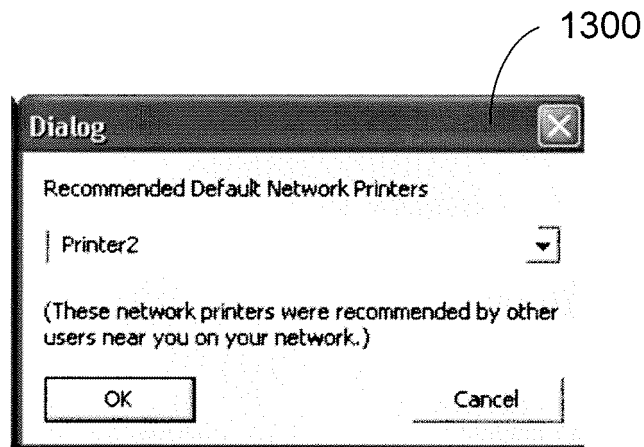 1300
Dialog
Recommended Default Network Printers
Printer2
(These network printers were recommended by other
users near you on your network.)
OK
Cancel